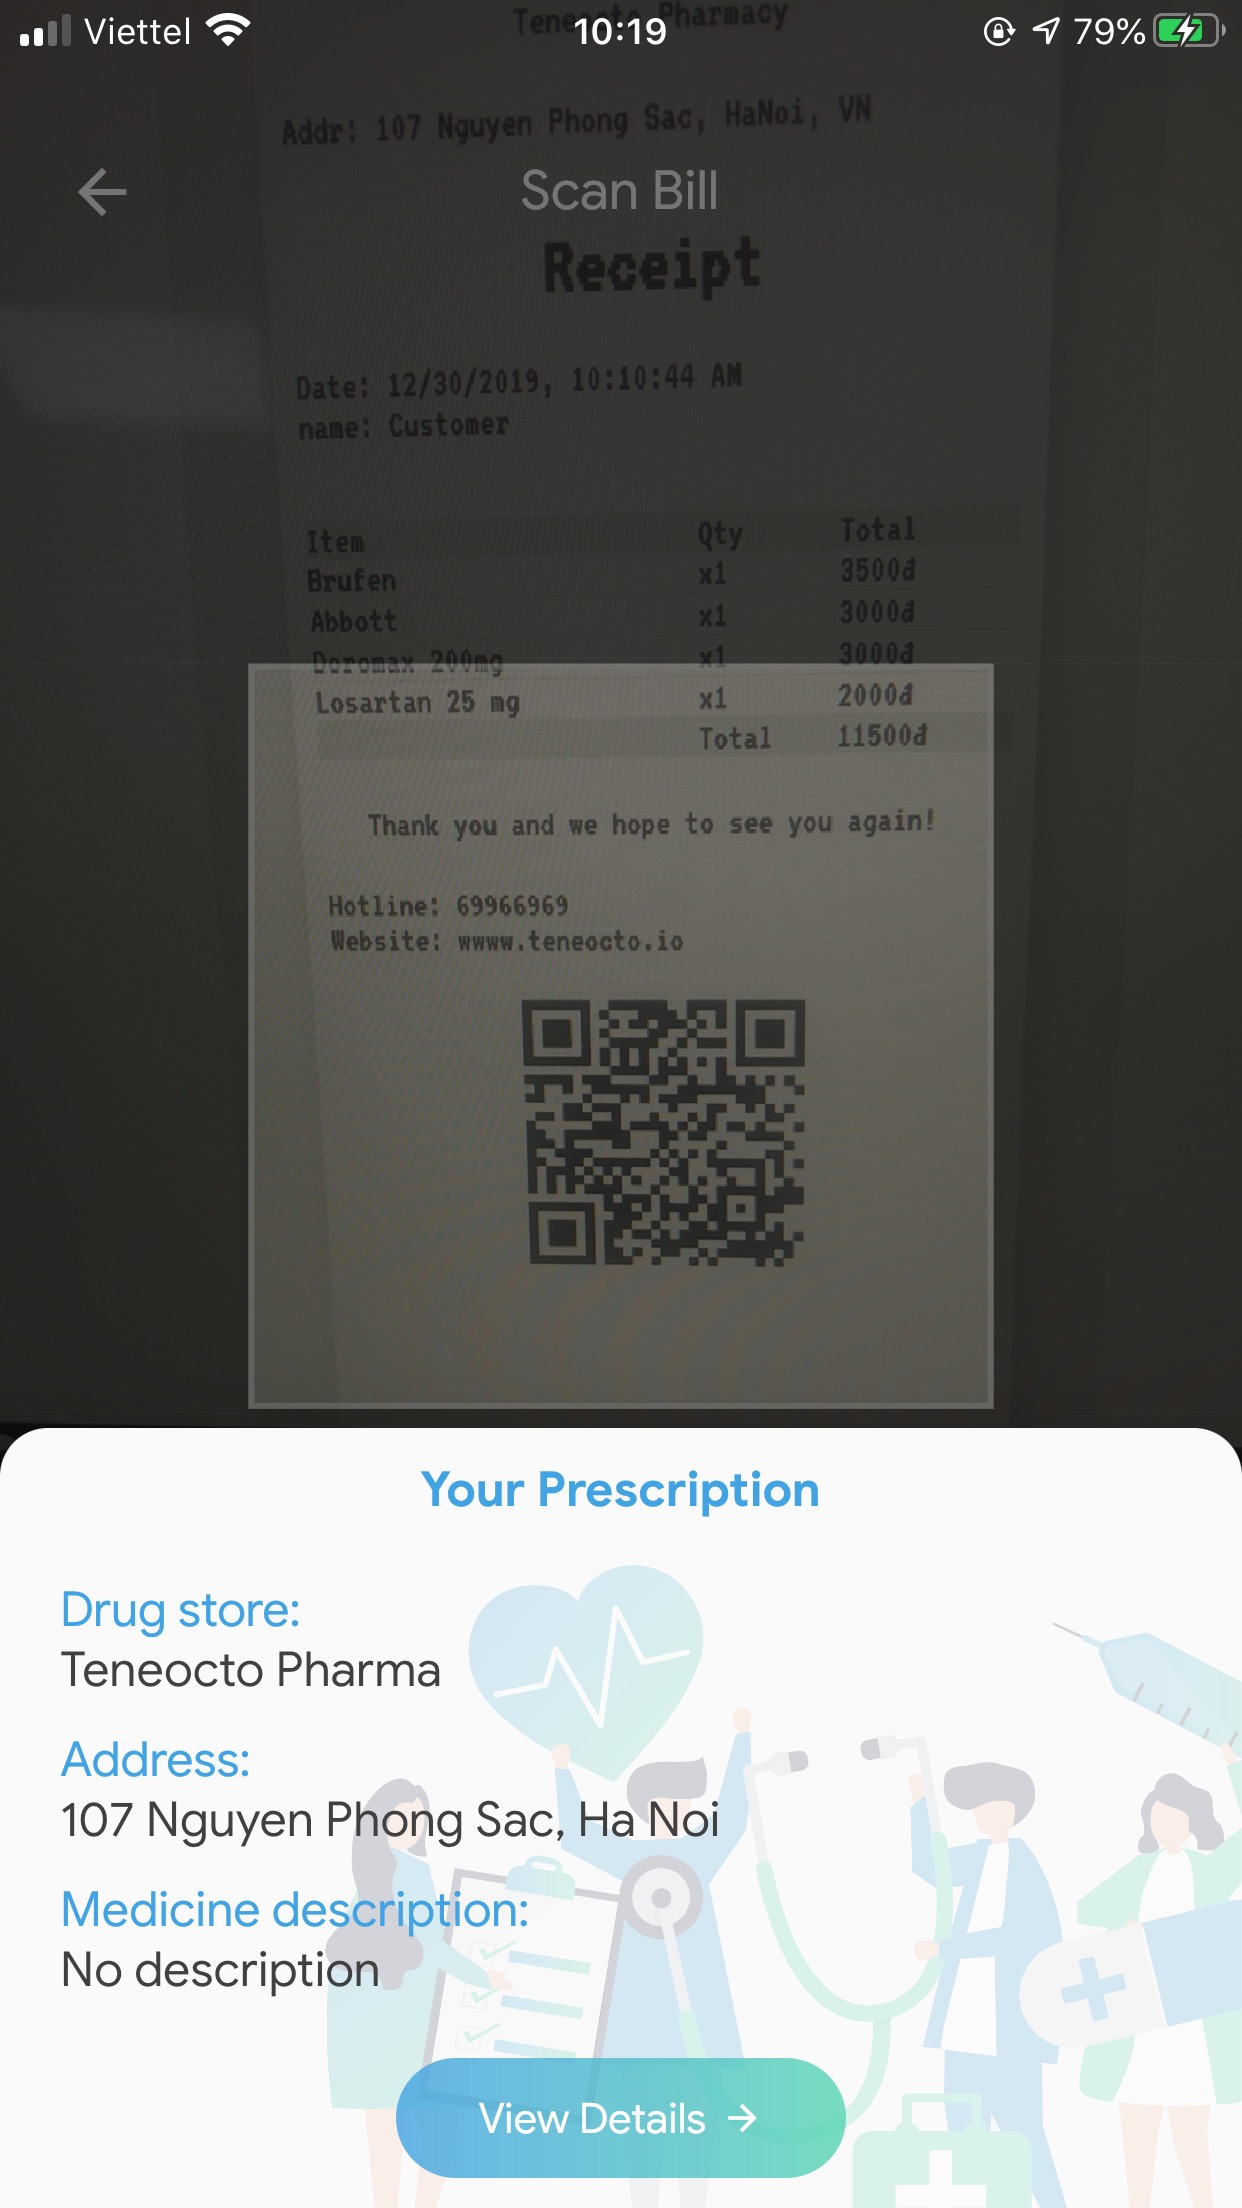 Viettel 10:19 79%
Teneocto Pharmacy
Addr: 107 Nguyen Phong Sac, HaNoi, VN
Scan Bill
Receipt
Date: 12/30/2019, 10:10:44 AM
name: Customer
Item Qty Total
Brufen x1 3500đ
Abbott x1 3000đ
Doromax 200mg x1 3000đ
Losartan 25 mg x1 2000đ
Total 11500đ
Thank you and we hope to see you again!
Hotline: 69966969
Website: wwww.teneocto.io
Your Prescription
Drug store:
Teneocto Pharma
Address:
107 Nguyen Phong Sac, Ha Noi
Medicine description:
No description
View Details →